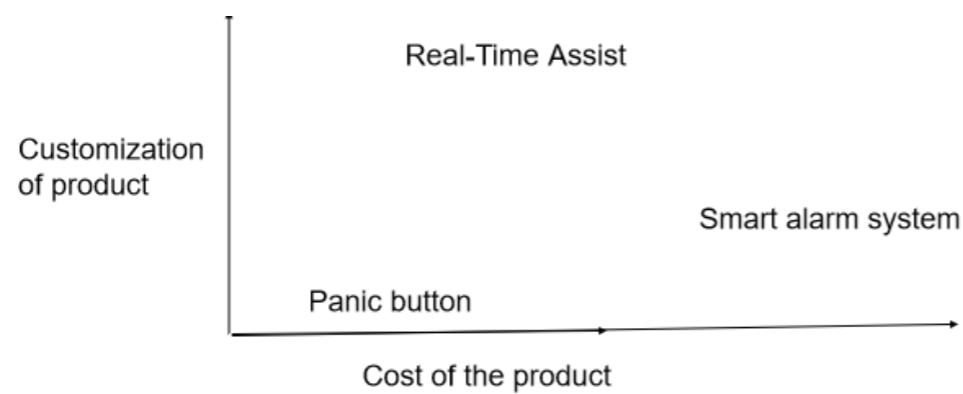 Real-Time Assist
Customization
of product
Smart alarm system
Panic button
Cost of the product